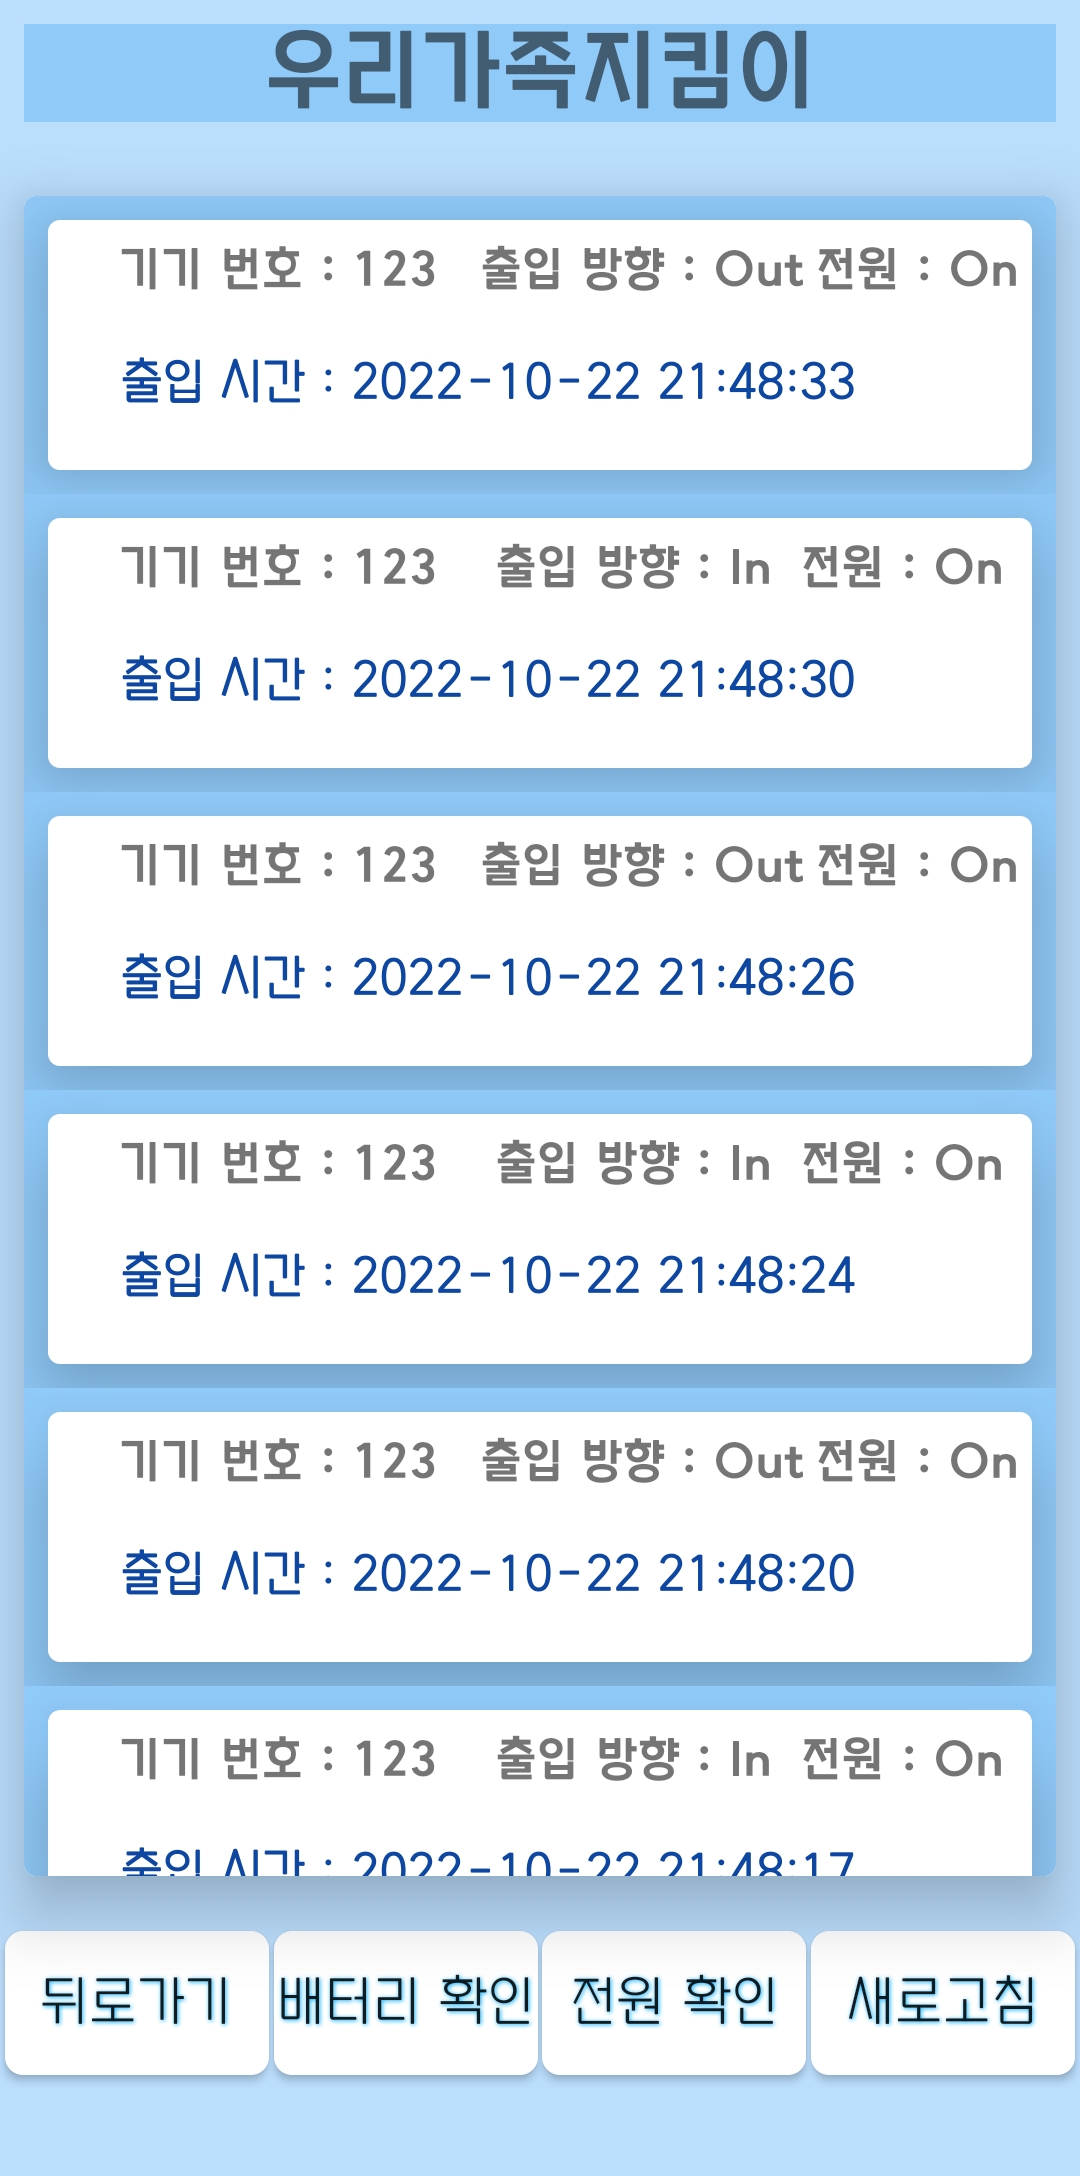 우리가족지킴이
기기 번호 : 123 출입 방향 : Out 전원 : On
출입 시간 : 2022-10-22 21:48:33
기기 번호 : 123 출입 방향 : In 전원 : On
출입 시간 : 2022-10-22 21:48:30
기기 번호 : 123 출입 방향 : Out 전원 : On
출입 시간 : 2022-10-22 21:48:26
기기 번호 : 123 출입 방향 : In 전원 : On
출입 시간 : 2022-10-22 21:48:24
기기 번호 : 123 출입 방향 : Out 전원 : On
출입 시간 : 2022-10-22 21:48:20
기기 번호 : 123 출입 방향 : In 전원 : On
출입 시간 : 2022-10-22 21:48:17
뒤로가기 배터리 확인 전원 확인 새로고침